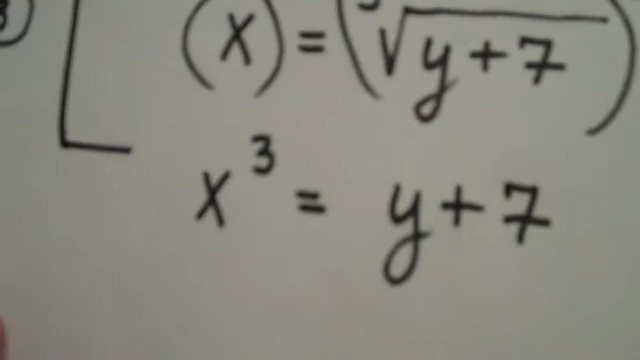 (x) = (∛y+7)
x³ = y+7